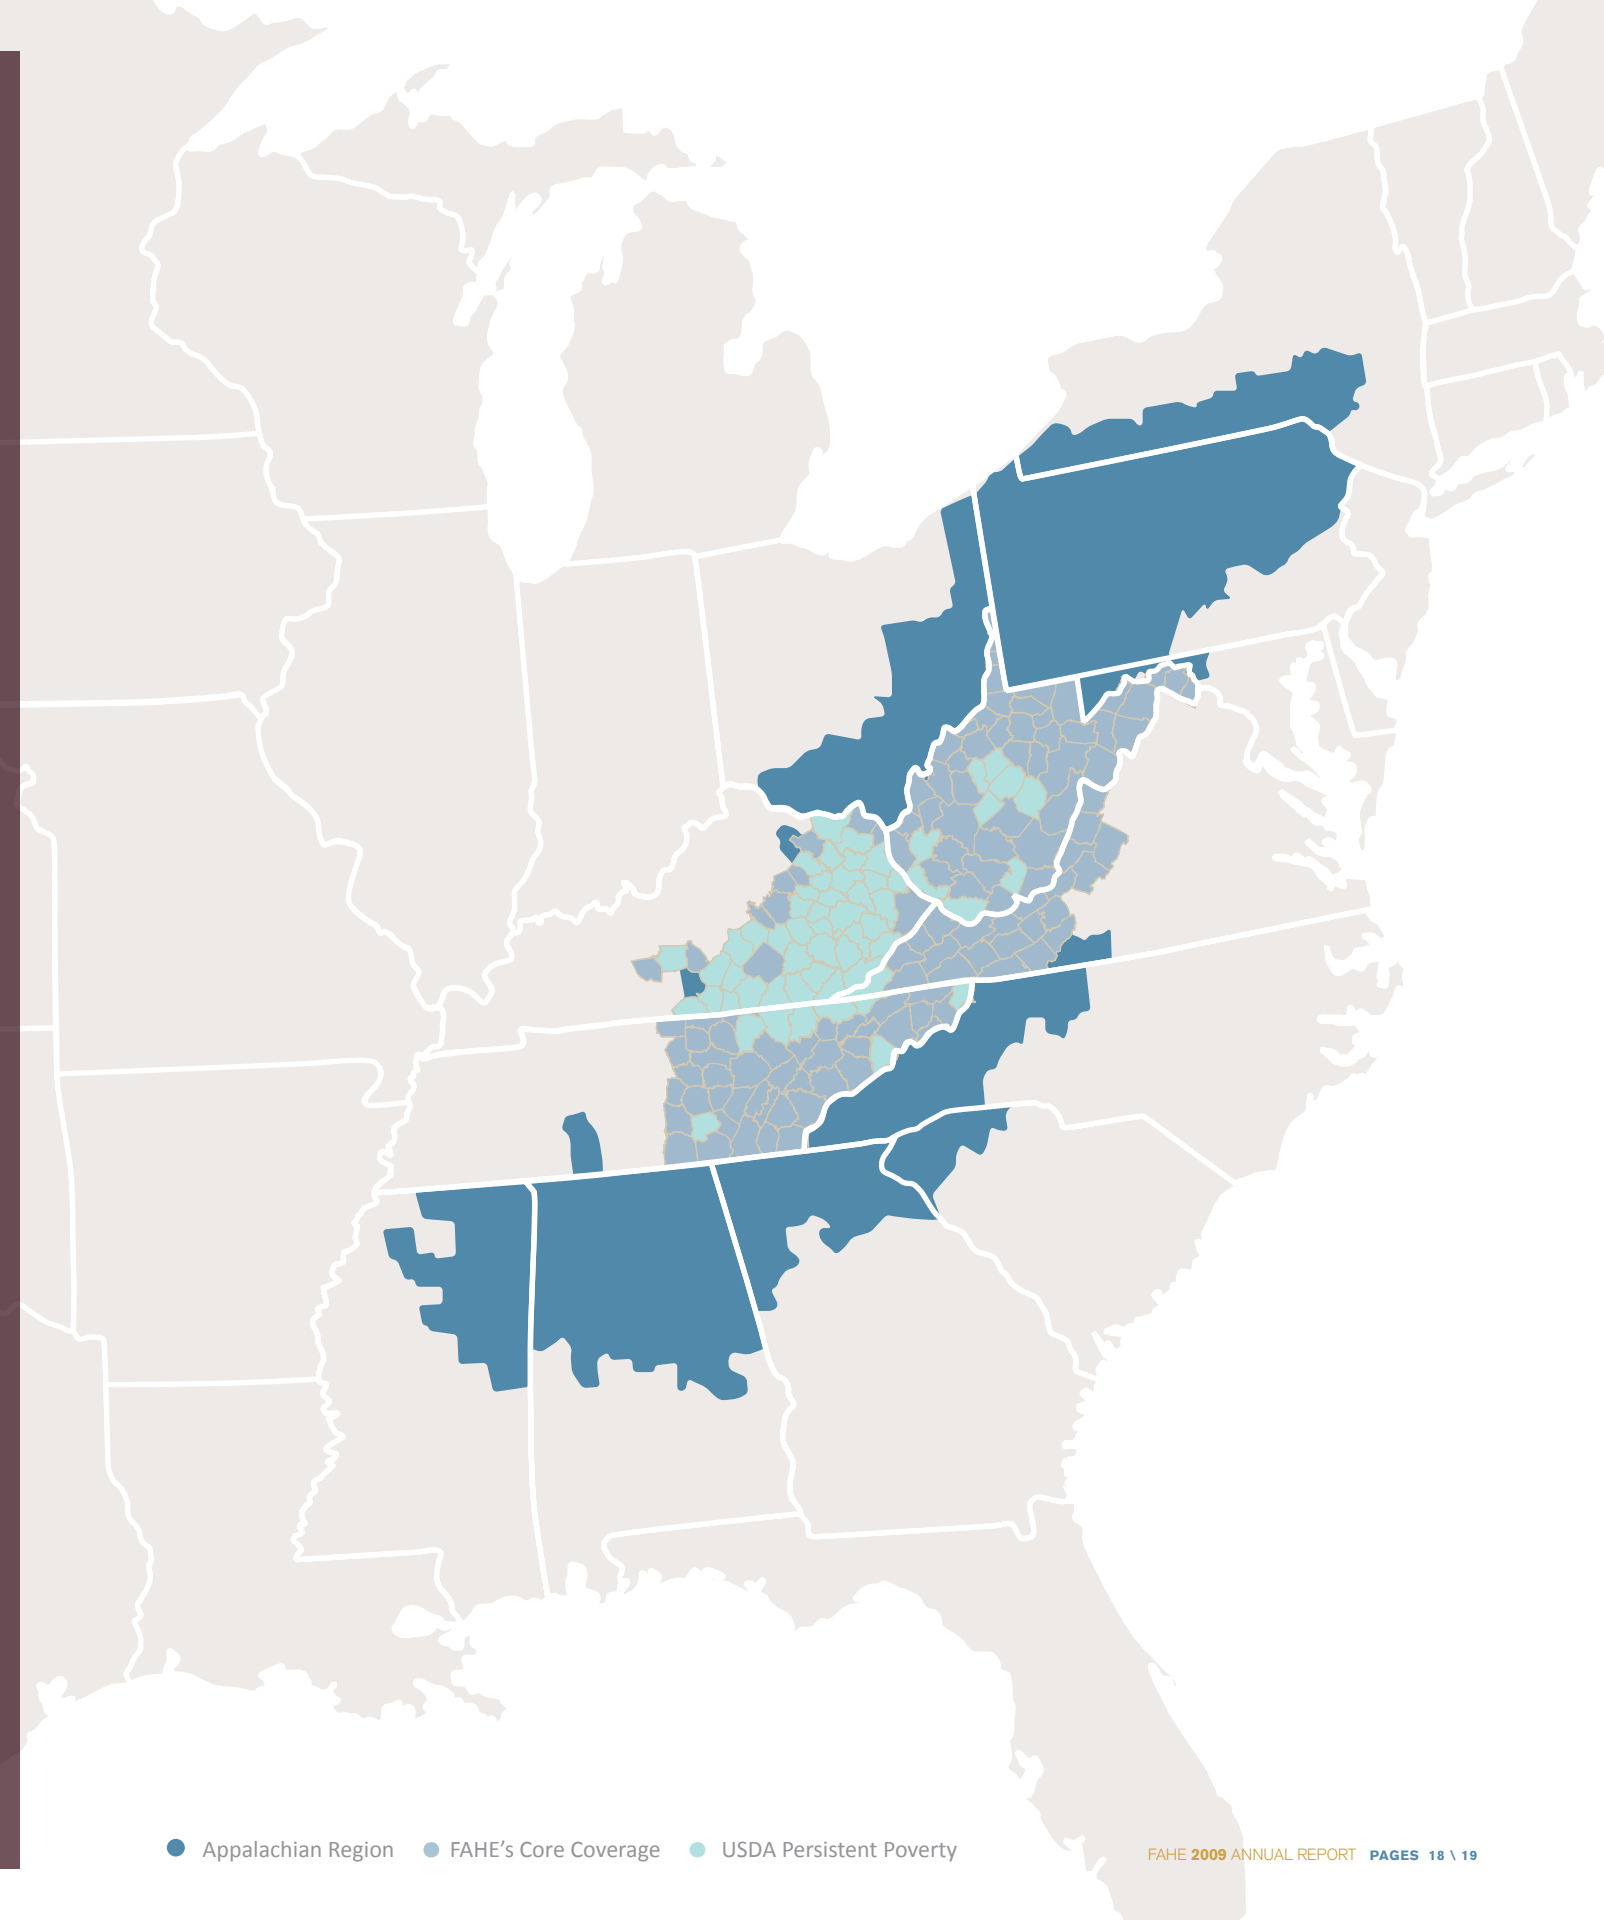 Appalachian Region FAHE's Core Coverage USDA Persistent Poverty
FAHE 2009 ANNUAL REPORT PAGES 18 \ 19